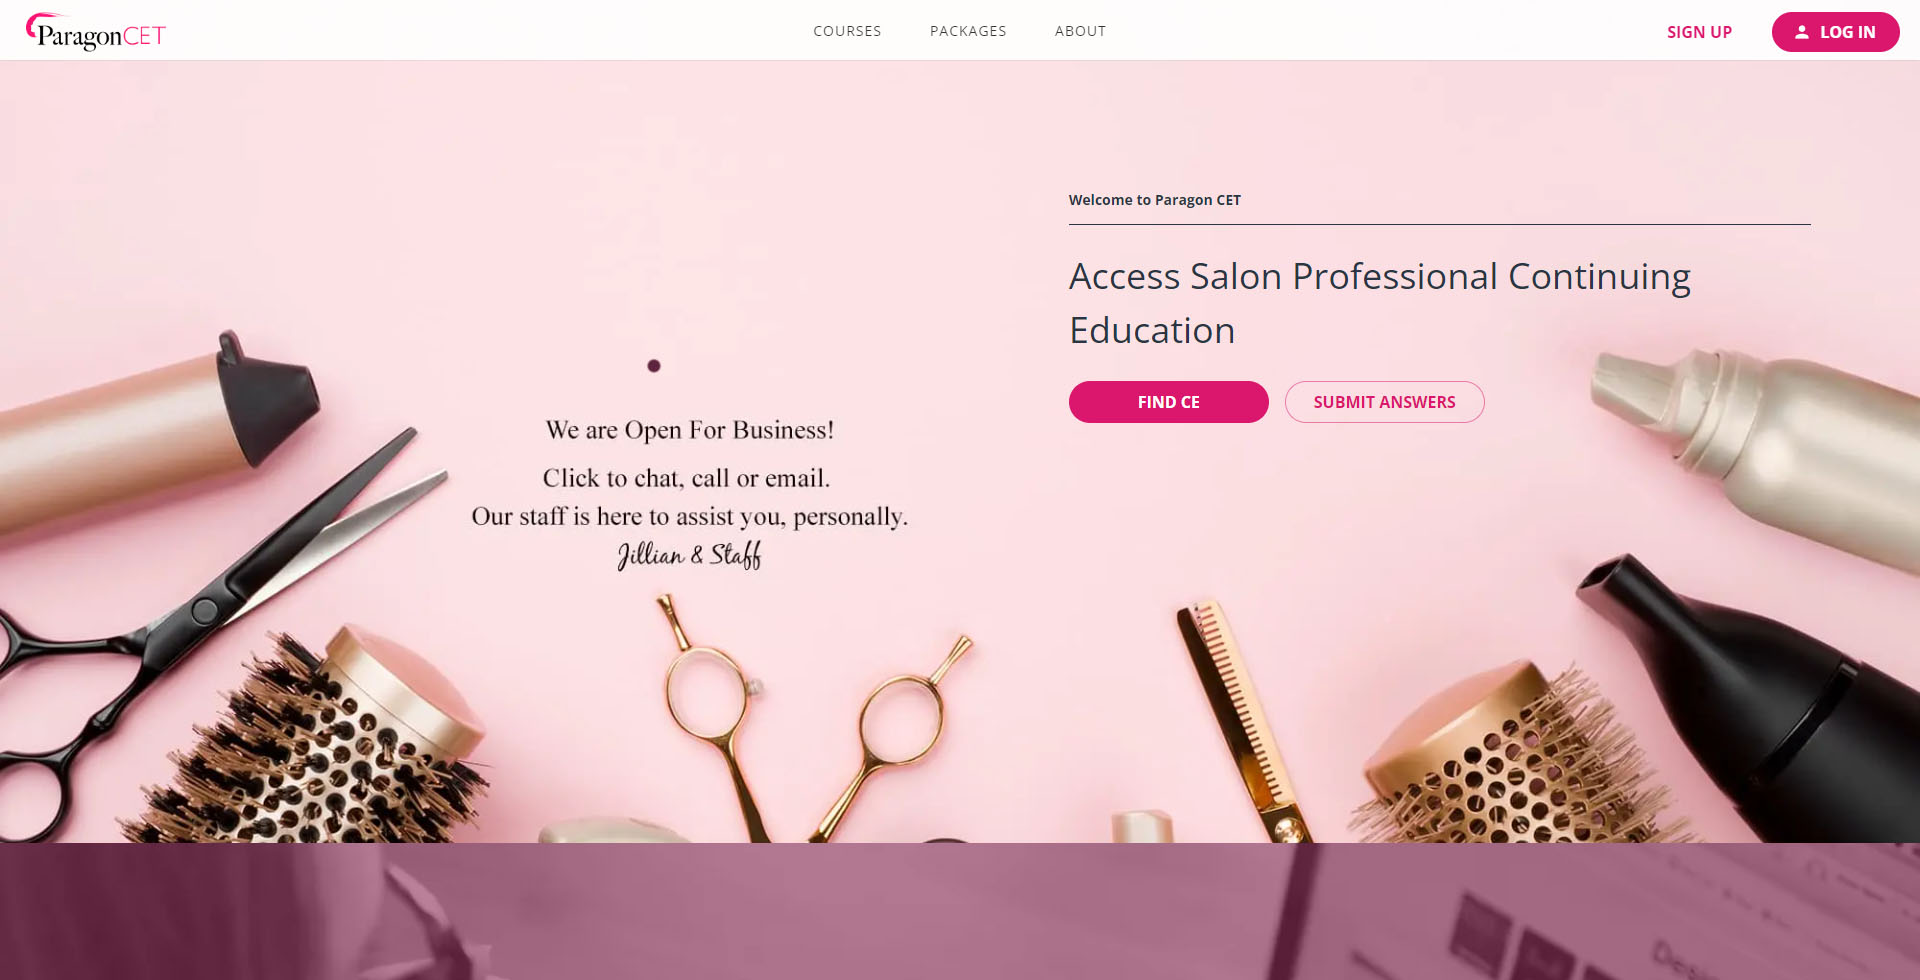 ParagonCET
COURSES
PACKAGES
ABOUT
SIGN UP
LOG IN
Welcome to Paragon CET
Access Salon Professional Continuing
Education
FIND CE
SUBMIT ANSWERS
We are Open For Business!
Click to chat, call or email.
Our staff is here to assist you, personally.
Jillian & Staff